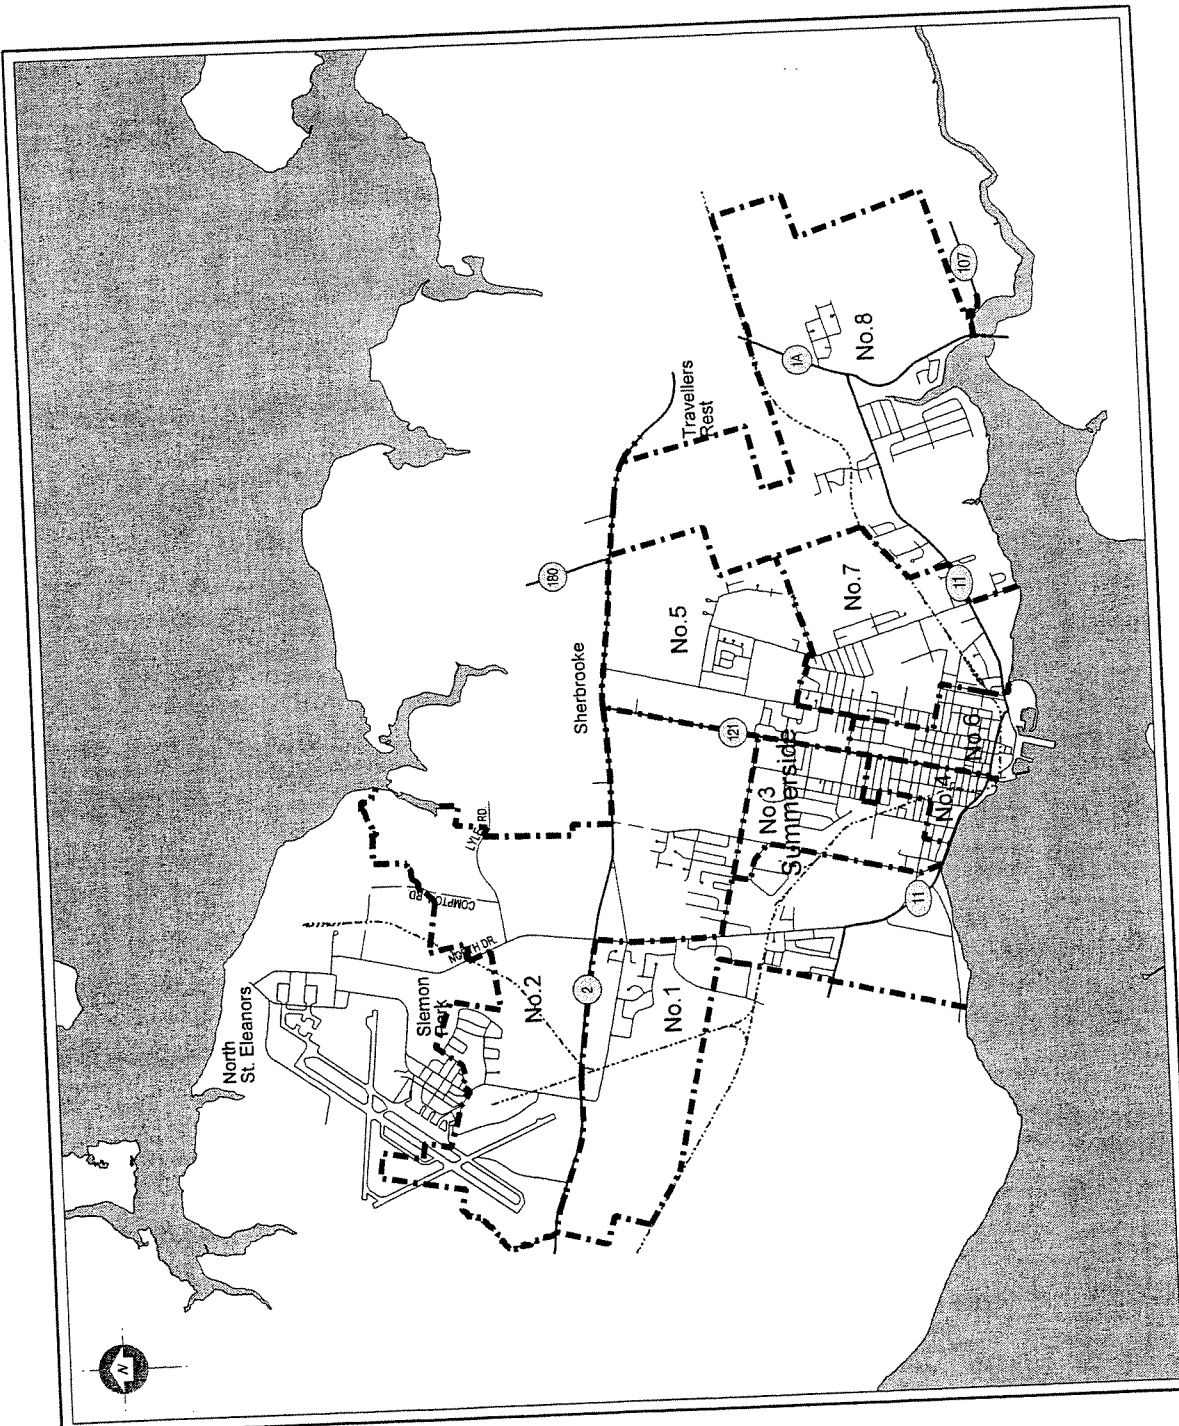 North
St. Eleanors
Slemon
Park
NORTH DR.
COMPTON
RD
LYLE RD.
No.2
2
No.1
Sherbrooke
180
Travellers
Rest
121
No.5
No.3
Summerside
No.4
No.6
No.7
No.8
1A
107
11
11
N